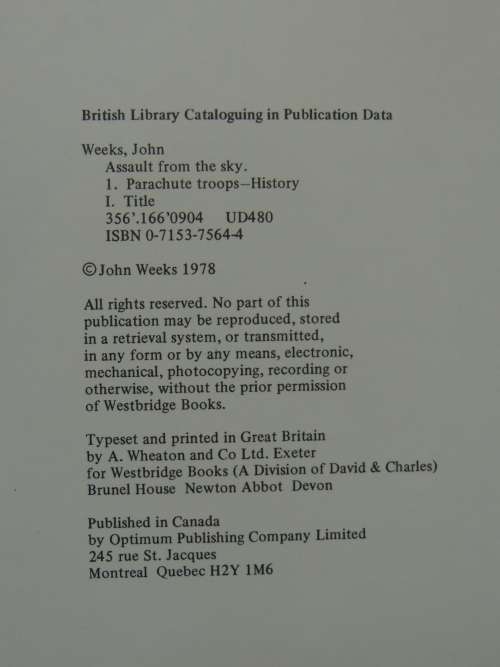 British Library Cataloguing in Publication Data
Weeks, John
Assault from the sky.
1. Parachute troops—History
I. Title
356'.166'0904 UD480
ISBN 0-7153-7564-4
©John Weeks 1978
All rights reserved. No part of this
publication may be reproduced, stored
in a retrieval system, or transmitted,
in any form or by any means, electronic,
mechanical, photocopying, recording or
otherwise, without the prior permission
of Westbridge Books.
Typeset and printed in Great Britain
by A. Wheaton and Co Ltd. Exeter
for Westbridge Books (A Division of David & Charles)
Brunel House Newton Abbot Devon
Published in Canada
by Optimum Publishing Company Limited
245 rue St. Jacques
Montreal Quebec H2Y 1M6